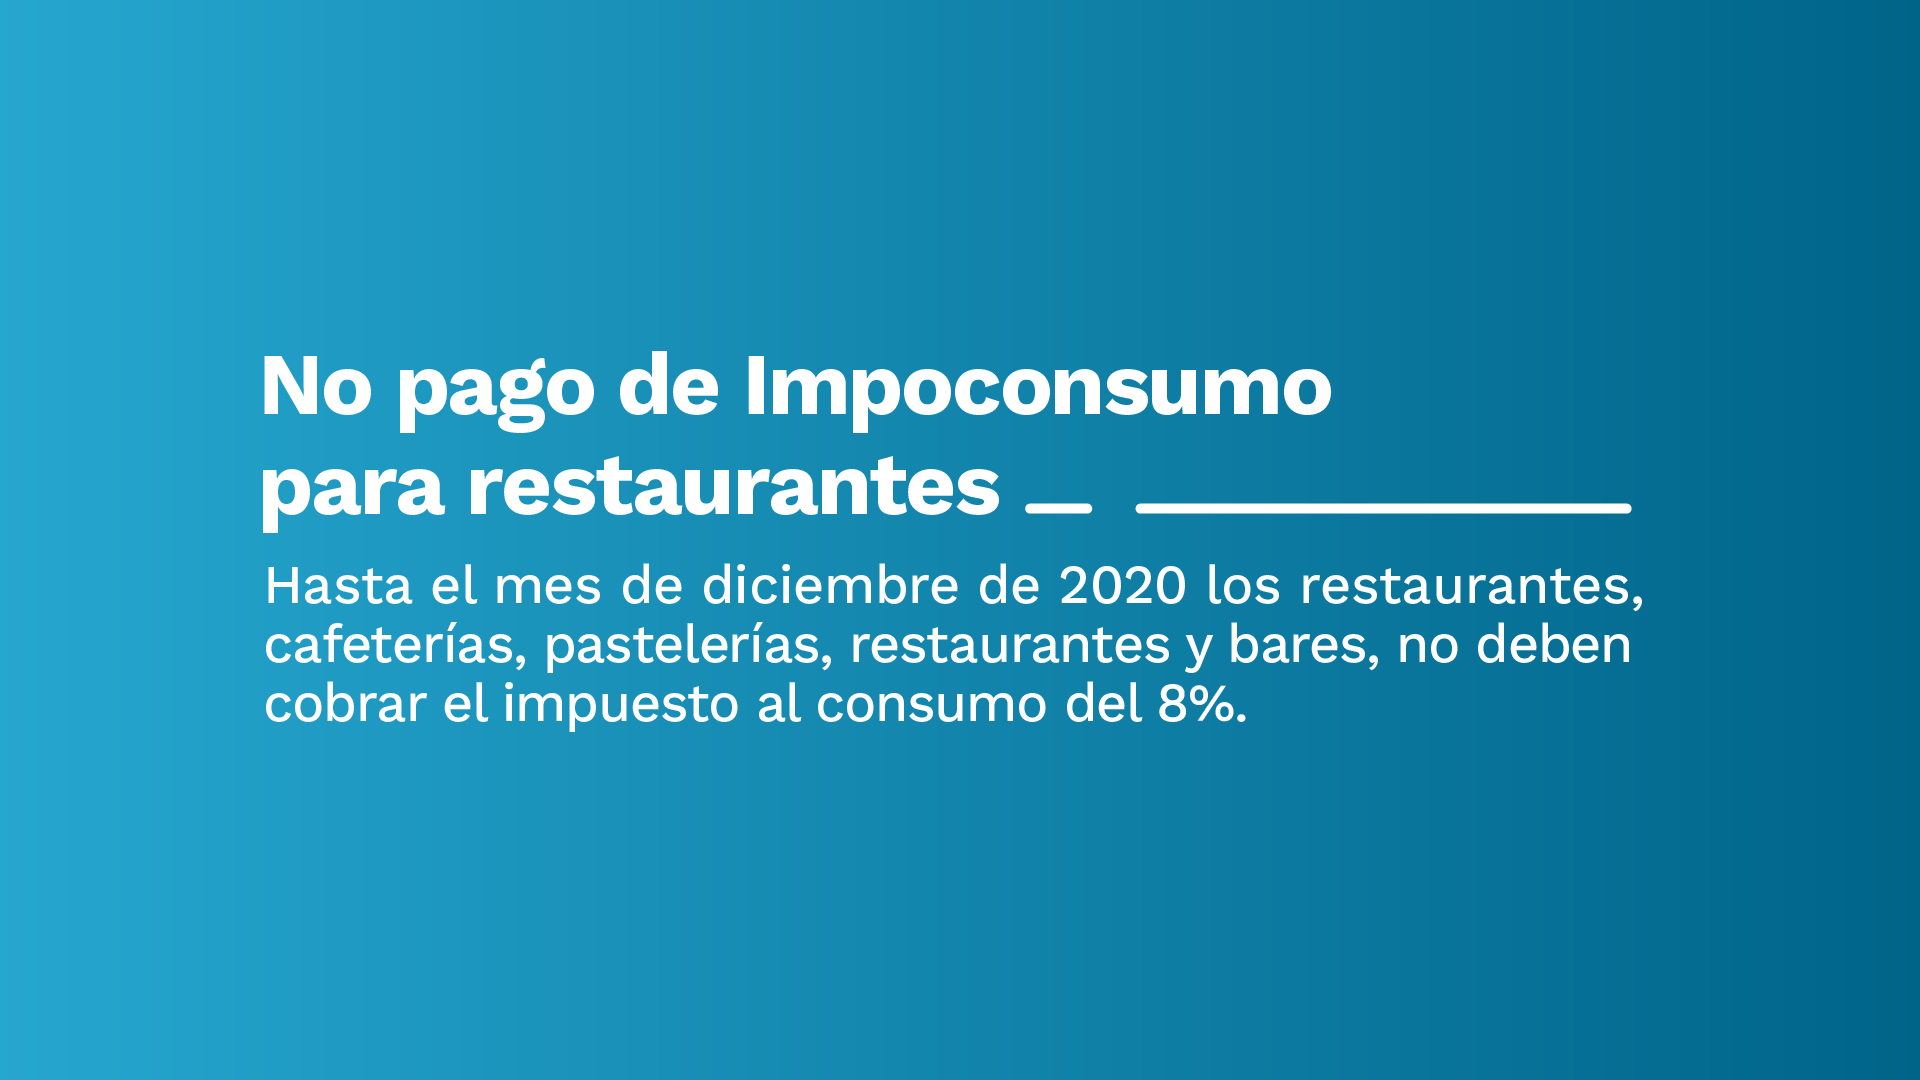 No pago de Impoconsumo
para restaurantes
Hasta el mes de diciembre de 2020 los restaurantes,
cafeterías, pastelerías, restaurantes y bares, no deben
cobrar el impuesto al consumo del 8%.